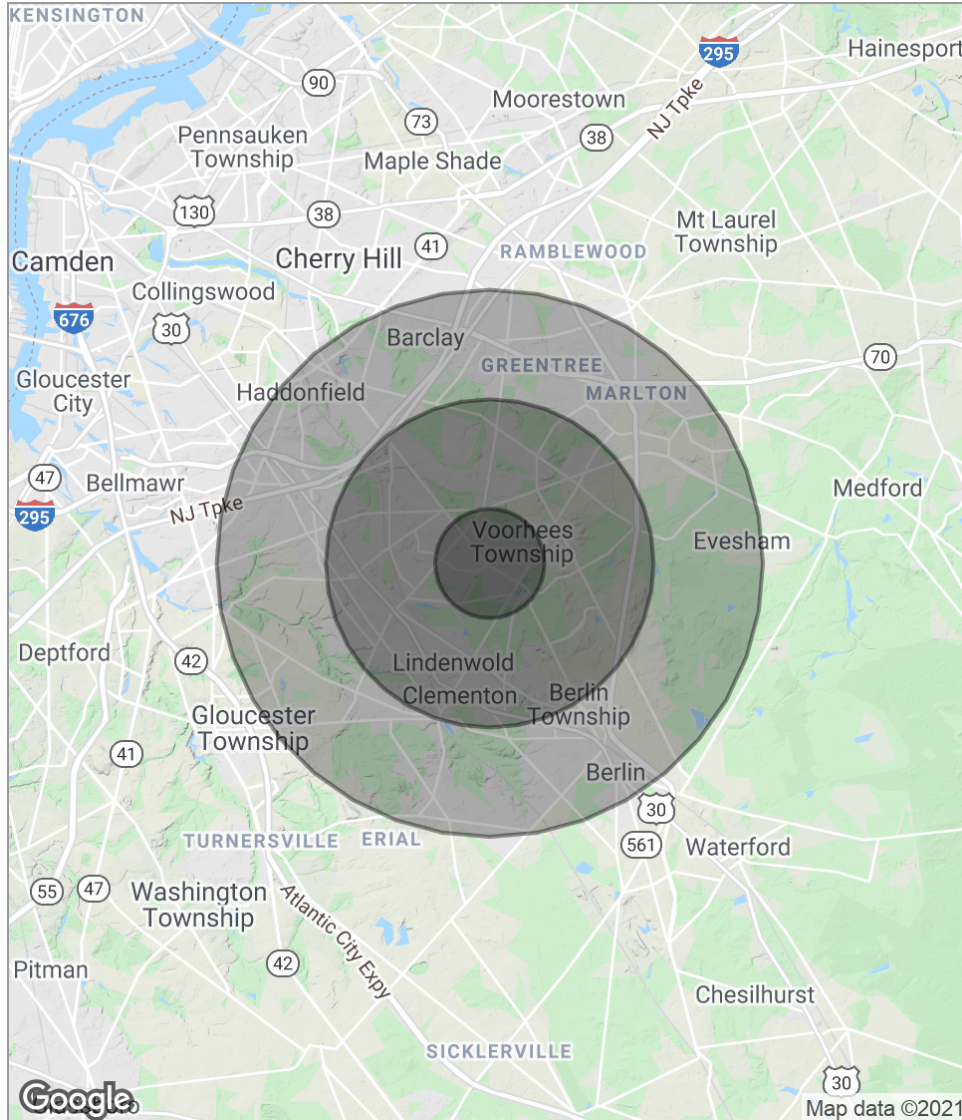 KENSINGTON
295
Hainesport
90
Moorestown
NJ Tpke
73
38
Pennsauken
Township
Maple Shade
130
38
Mt Laurel
Township
41
RAMBLEWOOD
Camden
Cherry Hill
Collingswood
676
30
Barclay
GREENTREE
70
Gloucester
City
Haddonfield
MARLTON
47
Bellmawr
Medford
295
NJ Tpke
Voorhees
Township
Evesham
Deptford
42
Lindenwold
Clementon
Berlin
Township
Gloucester
Township
41
Berlin
30
TURNERSVILLE
ERIAL
561
Waterford
55
47
Washington
Township
Atlantic City Expy
42
Pitman
Chesilhurst
SICKLERVILLE
30
Google
Map data ©2021